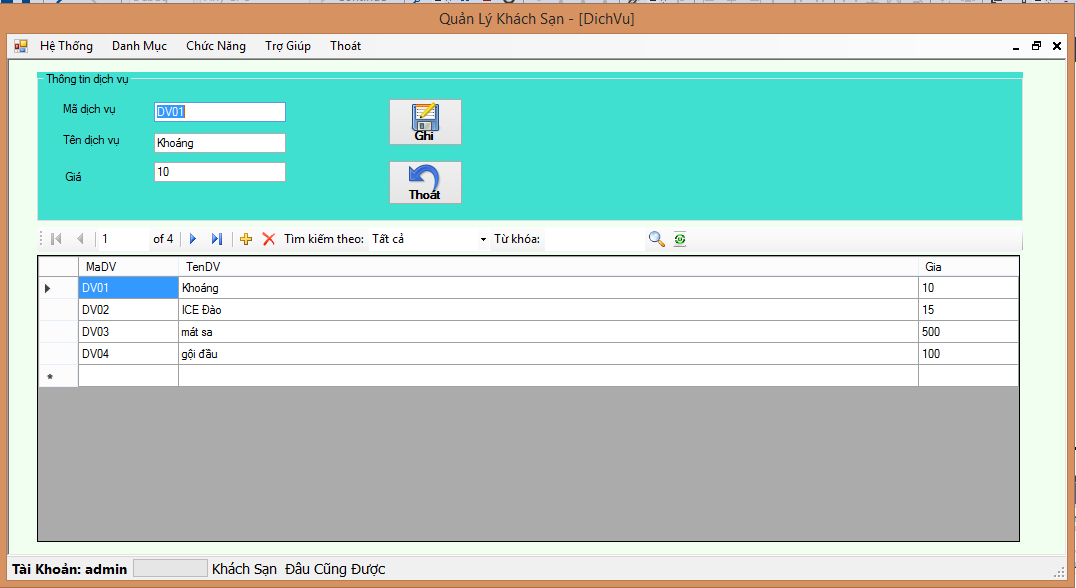 Quản Lý Khách Sạn - [DichVu]
Hệ Thống Danh Mục Chức Năng Trợ Giúp Thoát
Thông tin dịch vụ
Mã dịch vụ DV01
Ghi
Tên dịch vụ Khoáng
Giá 10
Thoát
1 of 4 Tìm kiếm theo: Tất cả Từ khóa:
MaDV TenDV Gia
DV01 Khoáng 10
DV02 ICE Đào 15
DV03 mát sa 500
DV04 gội đầu 100
Tài Khoản: admin Khách Sạn Đâu Cũng Được